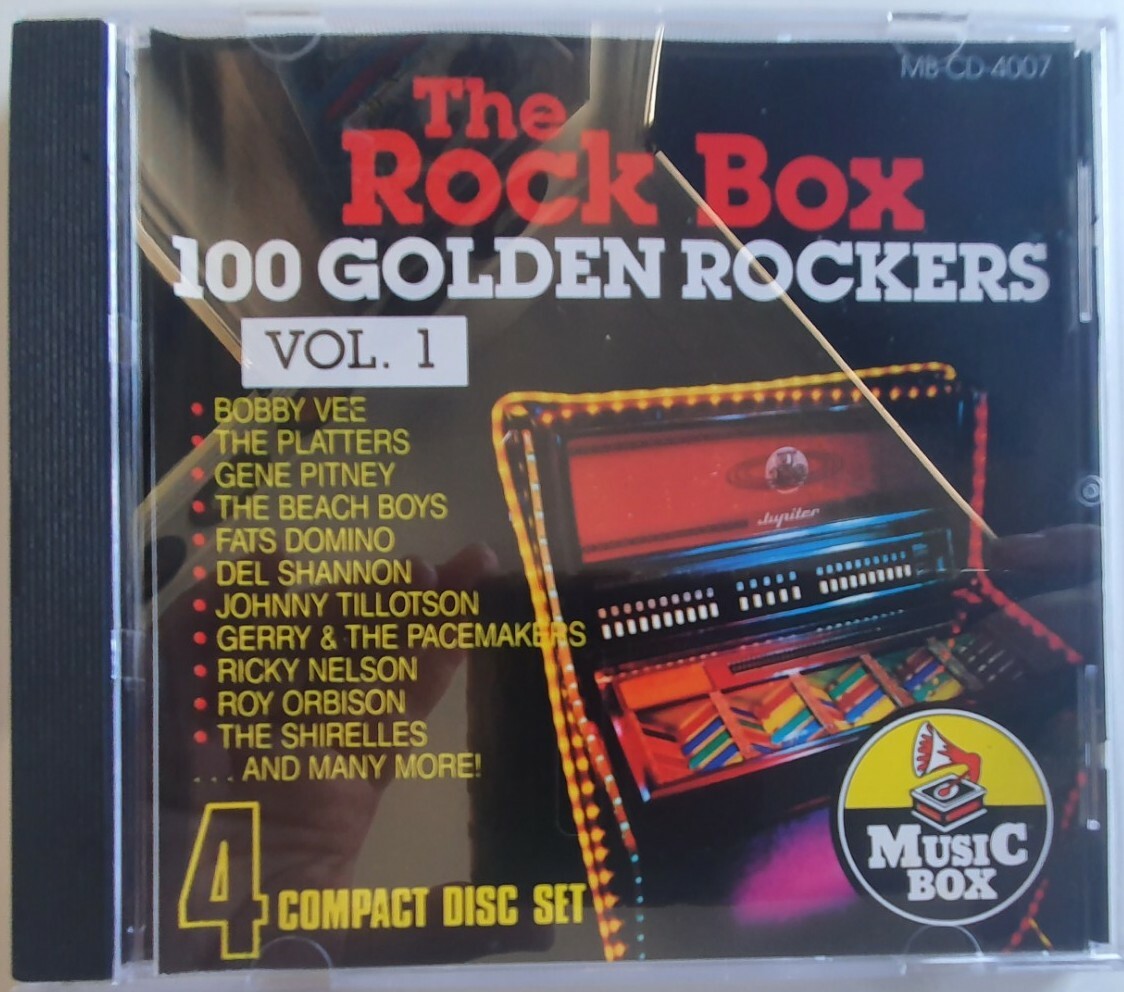 MB-CD-4007
The
ROCK BOX
100 GOLDEN ROCKERS
VOL. 1
• BOBBY VEE
• THE PLATTERS
• GENE PITNEY
• THE BEACH BOYS
• FATS DOMINO
• DEL SHANNON
• JOHNNY TILLOTSON
• GERRY & THE PACEMAKERS
• RICKY NELSON
• ROY ORBISON
• THE SHIRELLES
. . . AND MANY MORE!
4 COMPACT DISC SET
Jupiter
MUSIC
BOX